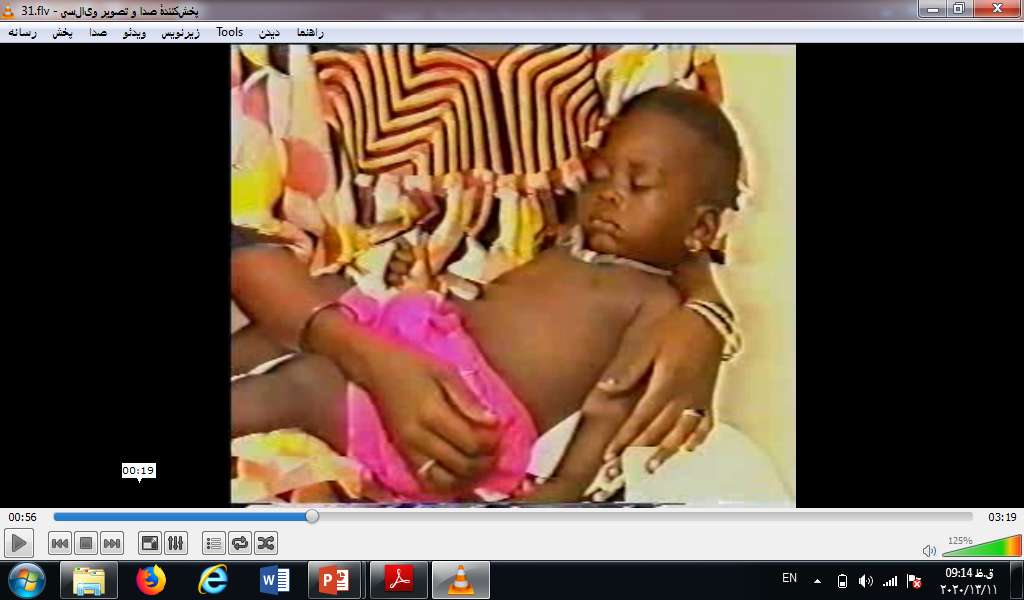 31.flv - پخش‌کنندهٔ صدا و تصویر وی‌ال‌سی
رسانه پخش صدا ویدئو زیرنویس Tools دیدن راهنما
00:19
00:56 03:19
125%
EN 09:14 ق.ظ
۲۰۲۰/۱۲/۱۱